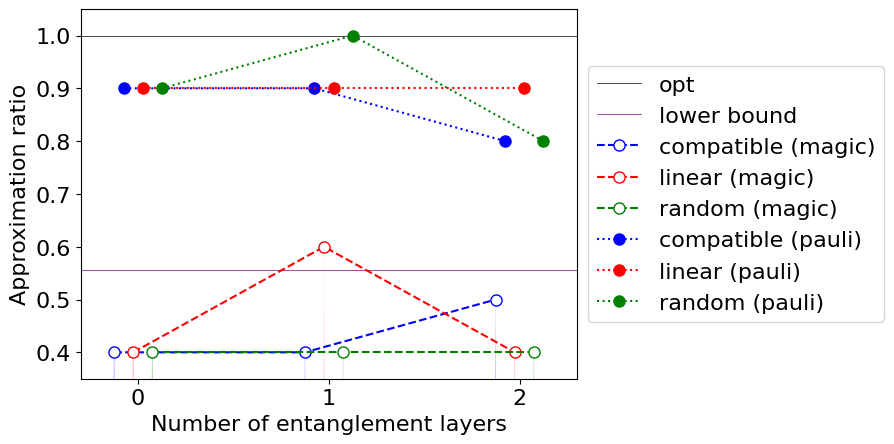 1.0
0.9
0.8
0.7
0.6
0.5
0.4
Approximation ratio
0 1 2
Number of entanglement layers
opt
lower bound
compatible (magic)
linear (magic)
random (magic)
compatible (pauli)
linear (pauli)
random (pauli)